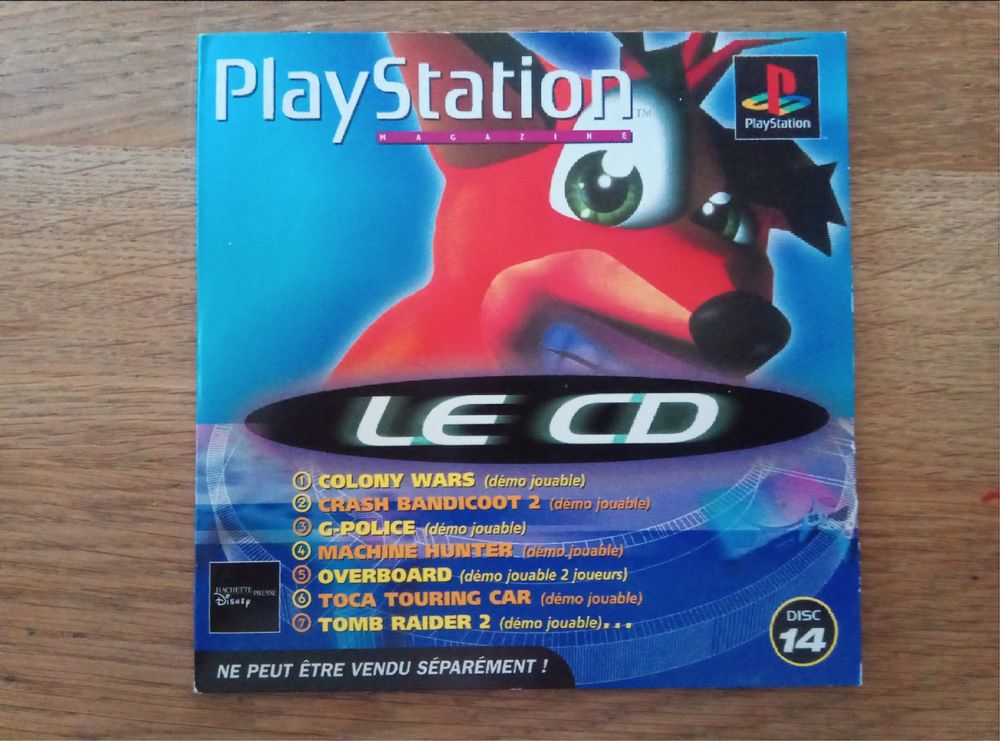 PlayStation™
MAGAZINE
PlayStation
LE CD
1 COLONY WARS (démo jouable)
2 CRASH BANDICOOT 2 (démo jouable)
3 G-POLICE (démo jouable)
4 MACHINE HUNTER (démo jouable)
5 OVERBOARD (démo jouable 2 joueurs)
6 TOCA TOURING CAR (démo jouable)
7 TOMB RAIDER 2 (démo jouable)...
HACHETTE
Disney PRESSE
DISC
14
NE PEUT ÊTRE VENDU SÉPARÉMENT !